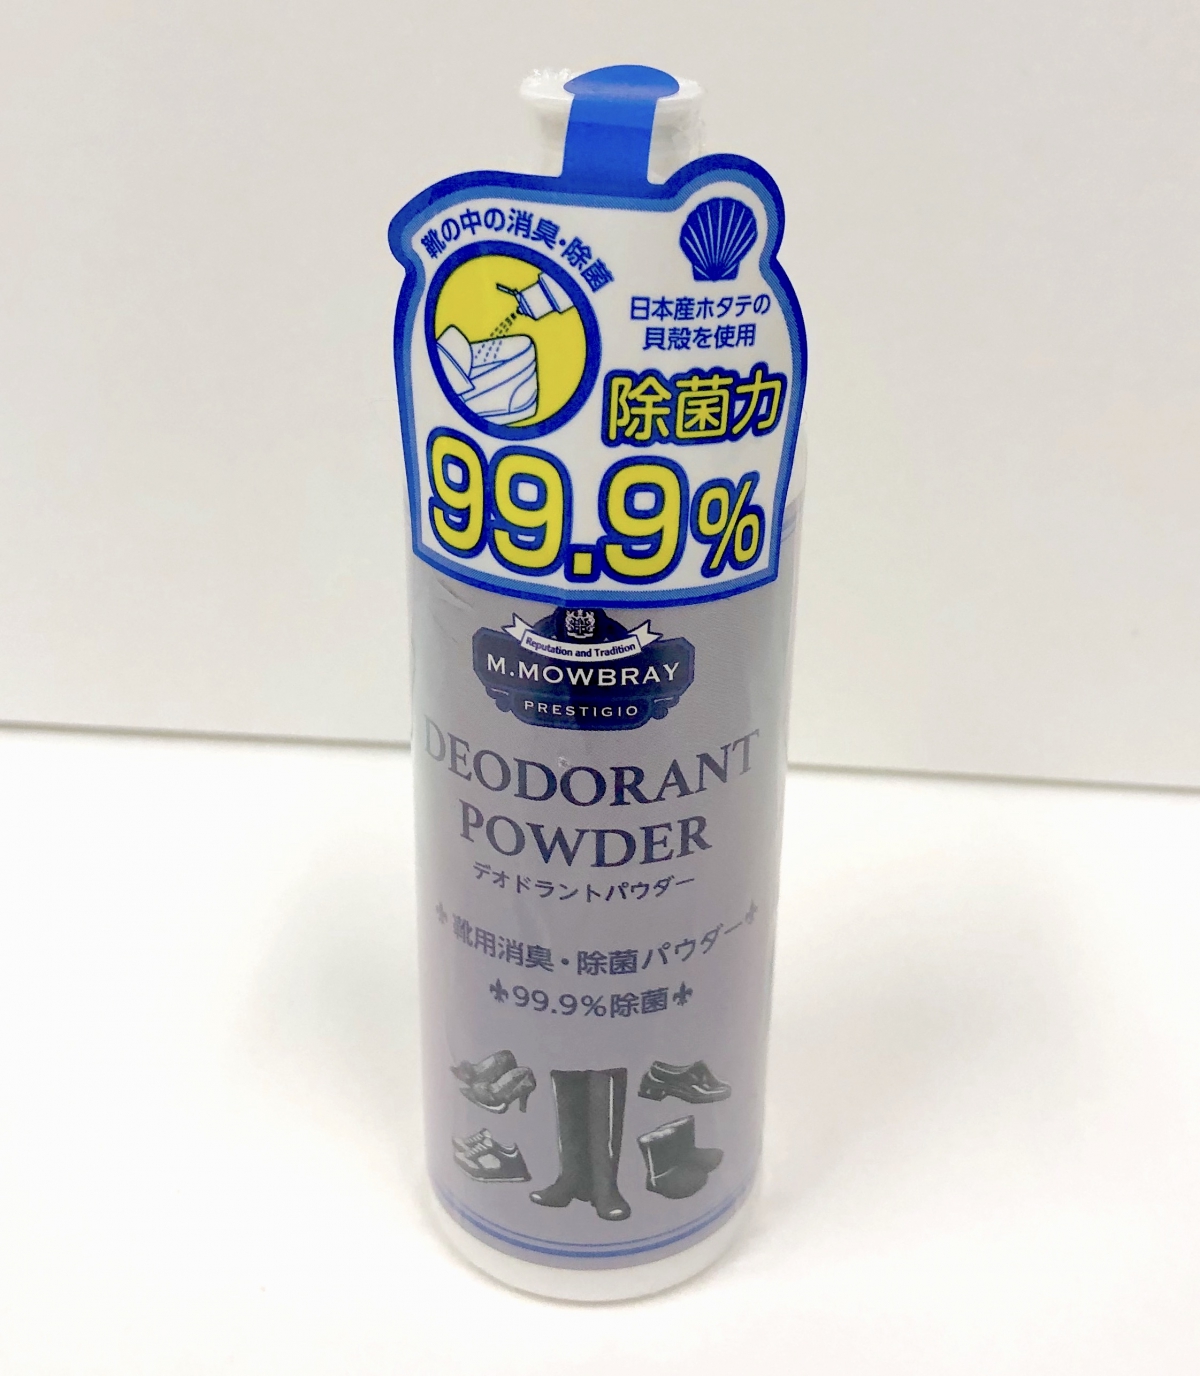 靴の中の消臭・除菌
日本産ホタテの
貝殻を使用
除菌力
99.9%
Reputation and Tradition
M.MOWBRAY
PRESTIGIO
DEODORANT
POWDER
デオドラントパウダー
靴用消臭・除菌パウダー
99.9%除菌